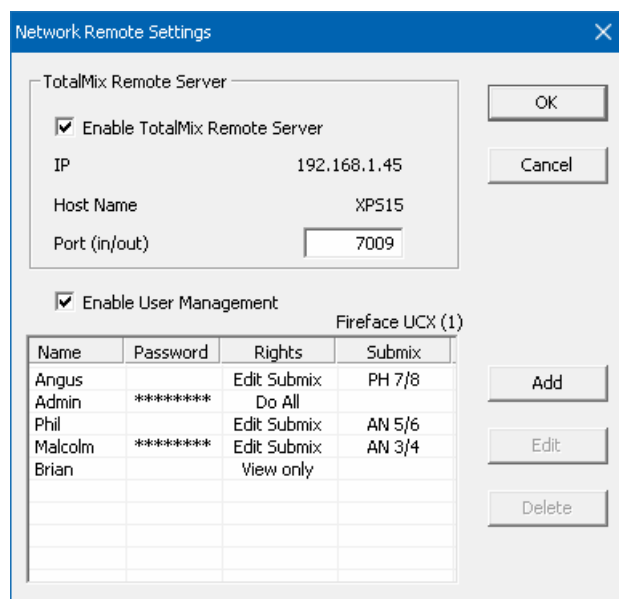 Network Remote Settings
TotalMix Remote Server
Enable TotalMix Remote Server
IP 192.168.1.45
Host Name XPS15
Port (in/out) 7009
OK
Cancel
Enable User Management
Fireface UCX (1)
Name Password Rights Submix
Angus Edit Submix PH 7/8
Admin ******** Do All
Phil Edit Submix AN 5/6
Malcolm ******** Edit Submix AN 3/4
Brian View only
Add
Edit
Delete